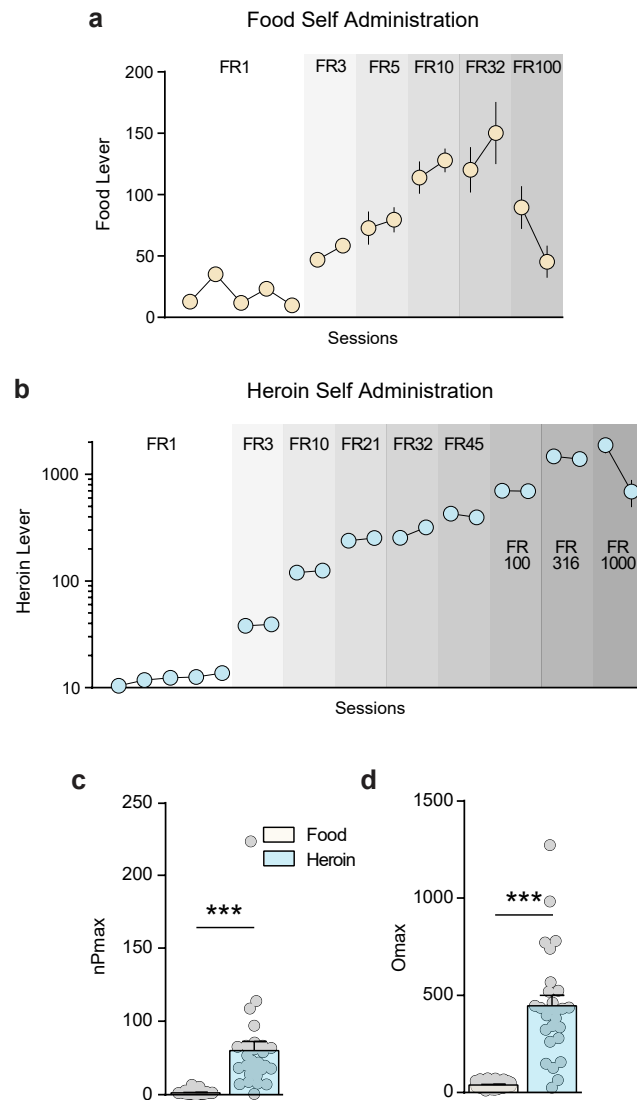 a
Food Self Administration
FR1 FR3 FR5 FR10 FR32 FR100
200
150
100
50
0
Food Lever
Sessions
b
Heroin Self Administration
FR1 FR3 FR10 FR21 FR32 FR45
FR FR FR
100 316 1000
1000
100
10
Heroin Lever
Sessions
c
250
200
150
100
50
0
nPmax
***
Food
Heroin
d
1500
1000
500
0
Omax
***